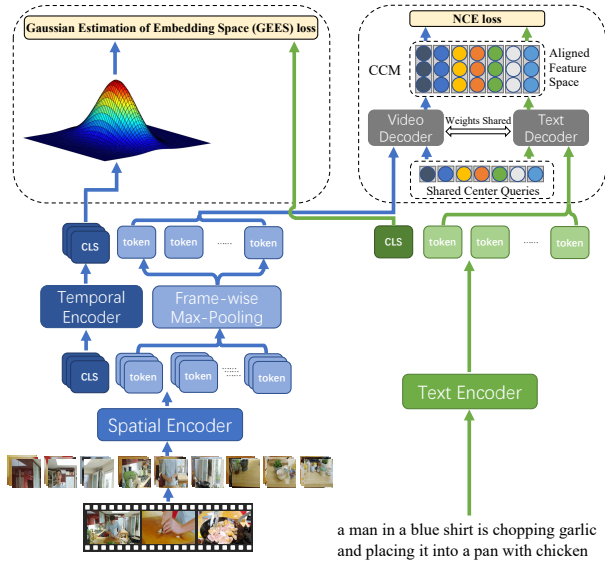 Gaussian Estimation of Embedding Space (GEES) loss
NCE loss
CCM
Aligned
Feature
Space
Video
Decoder
Weights Shared
Text
Decoder
Shared Center Queries
CLS
token
token
......
token
CLS
token
token
......
token
Temporal
Encoder
Frame-wise
Max-Pooling
CLS
token
token
......
......
token
Spatial Encoder
Text Encoder
a man in a blue shirt is chopping garlic
and placing it into a pan with chicken